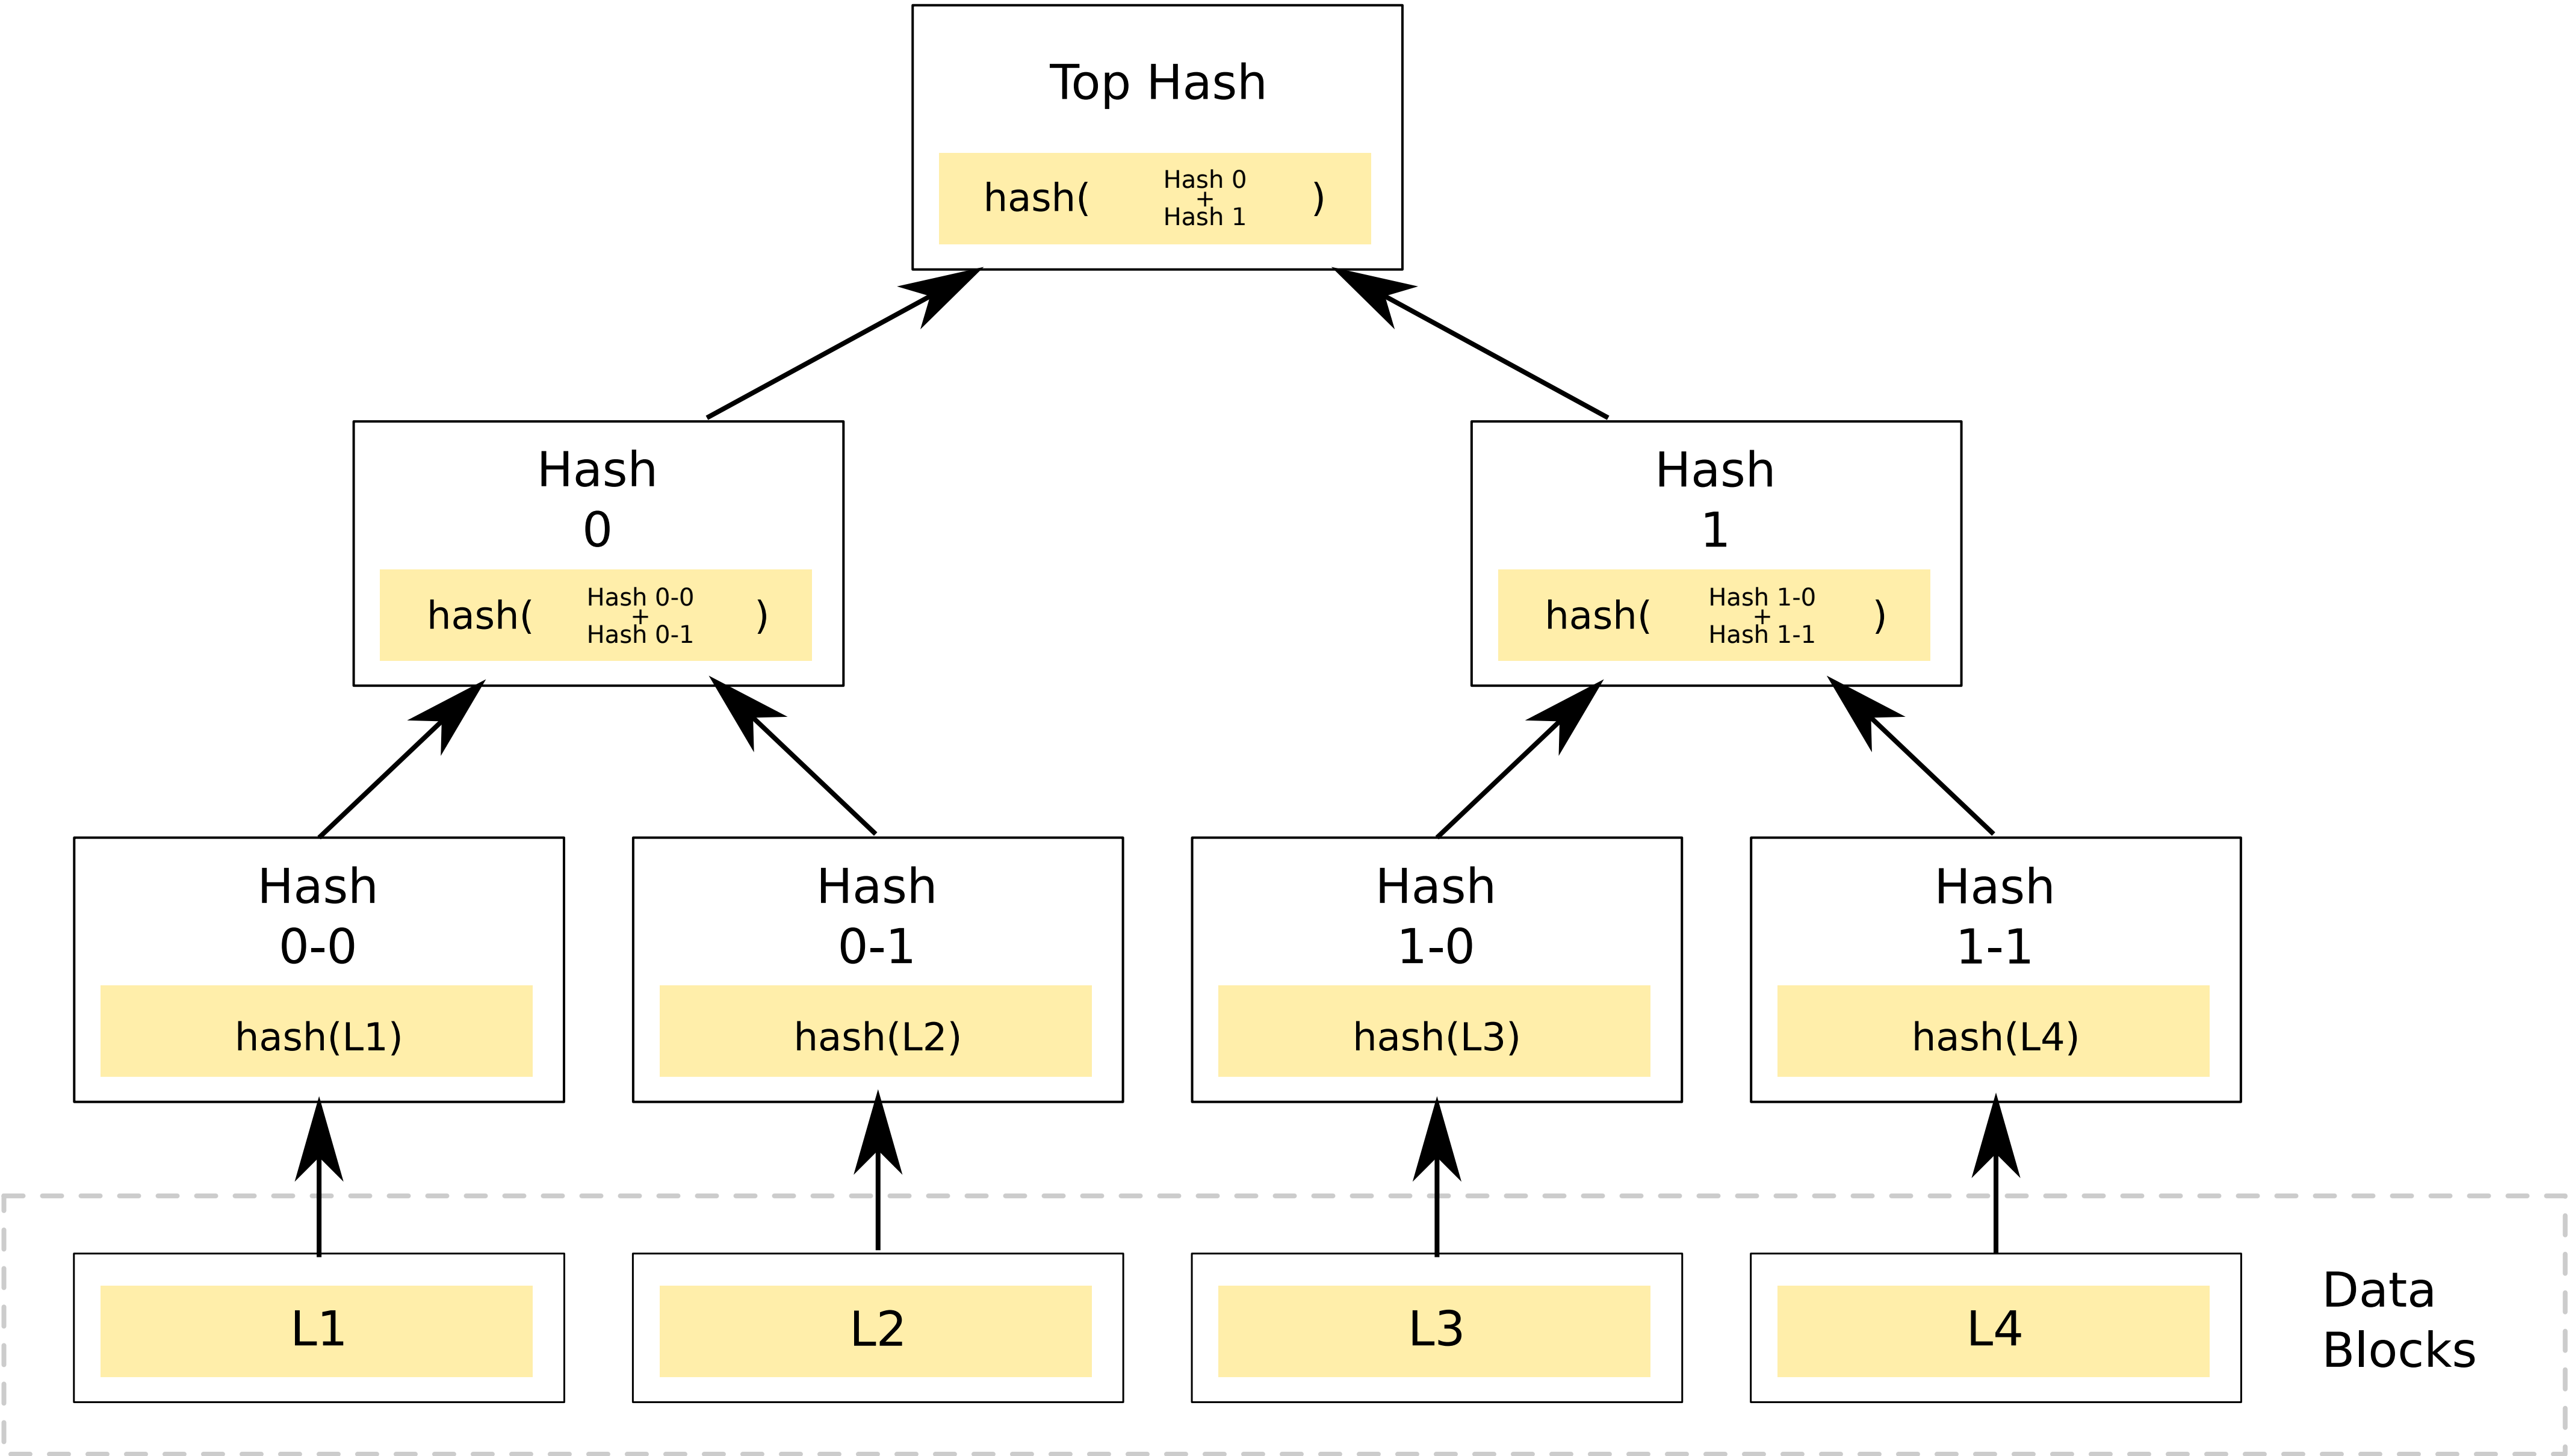 Top Hash
hash( Hash 0 + Hash 1 )
Hash
0
hash( Hash 0-0 + Hash 0-1 )
Hash
1
hash( Hash 1-0 + Hash 1-1 )
Hash
0-0
hash(L1)
Hash
0-1
hash(L2)
Hash
1-0
hash(L3)
Hash
1-1
hash(L4)
L1
L2
L3
L4
Data
Blocks